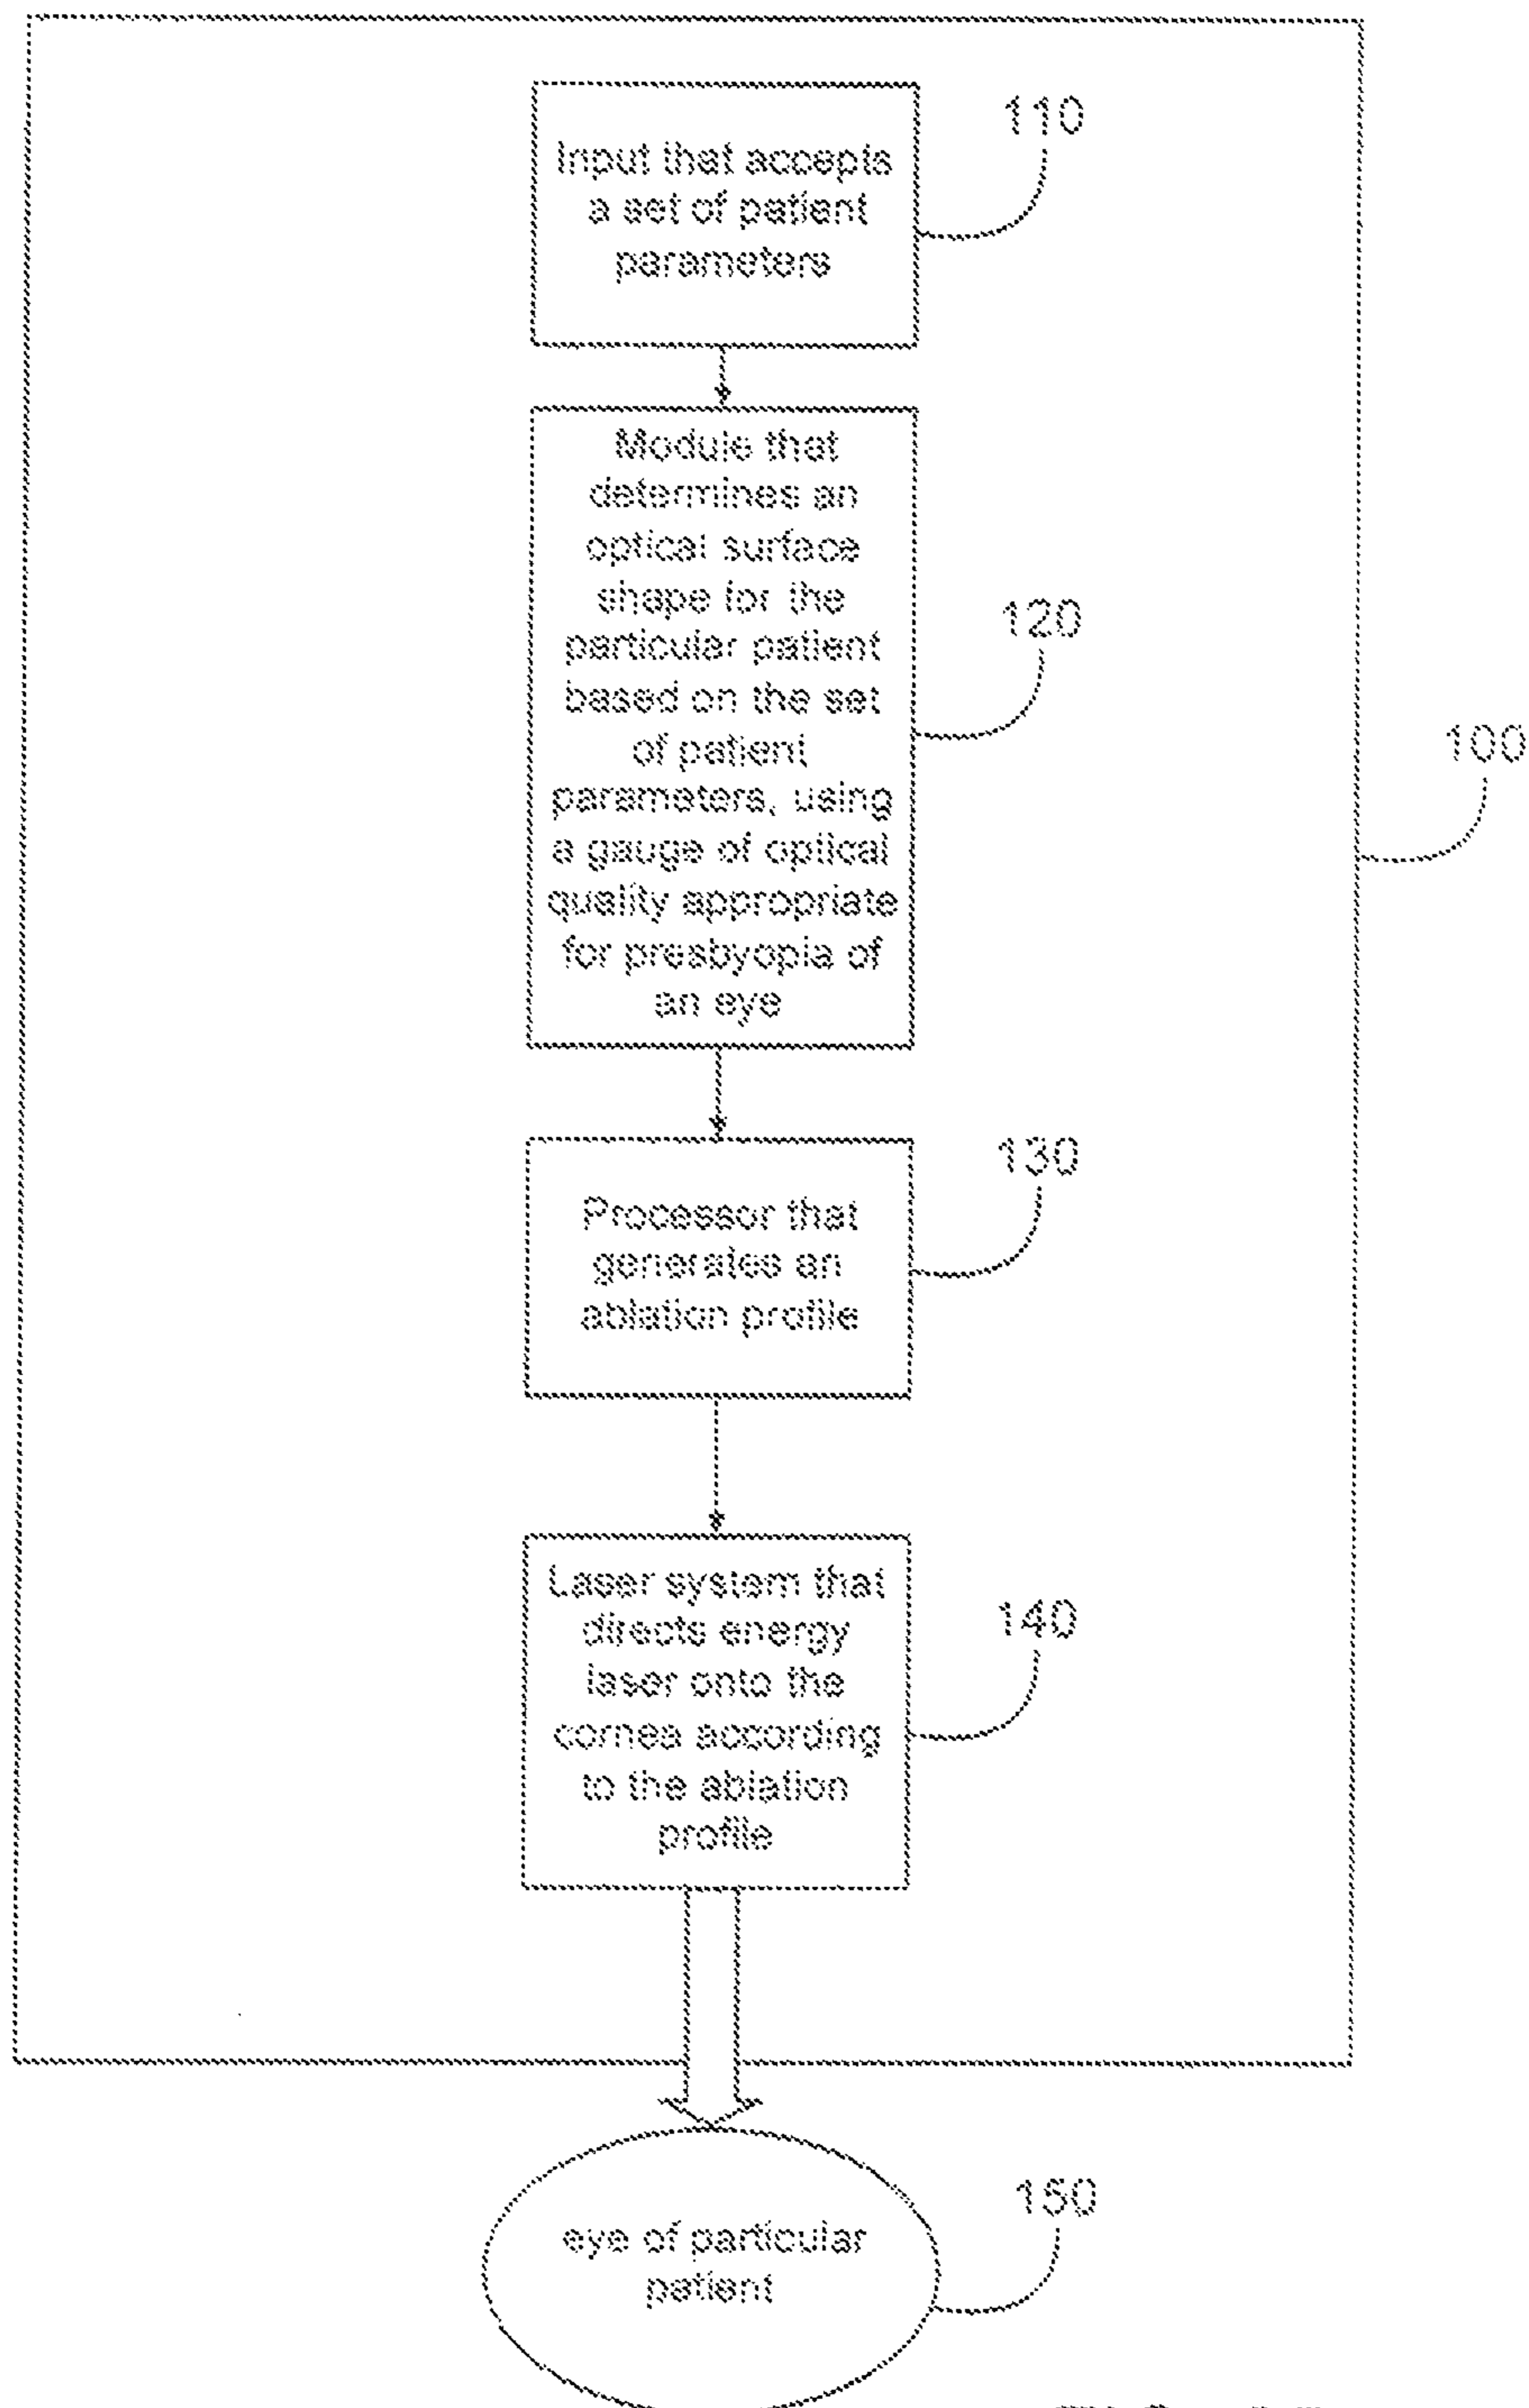 110
Input that accepts
a set of patient
parameters
Module that
determines an
optical surface
shape for the
particular patient
based on the set
of patient
parameters, using
a gauge of optical
quality appropriate
for presbyopia of
an eye
120
100
130
Processor that
generates an
ablation profile
Laser system that
directs energy
laser onto the
cornea according
to the ablation
profile
140
150
eye of particular
patient